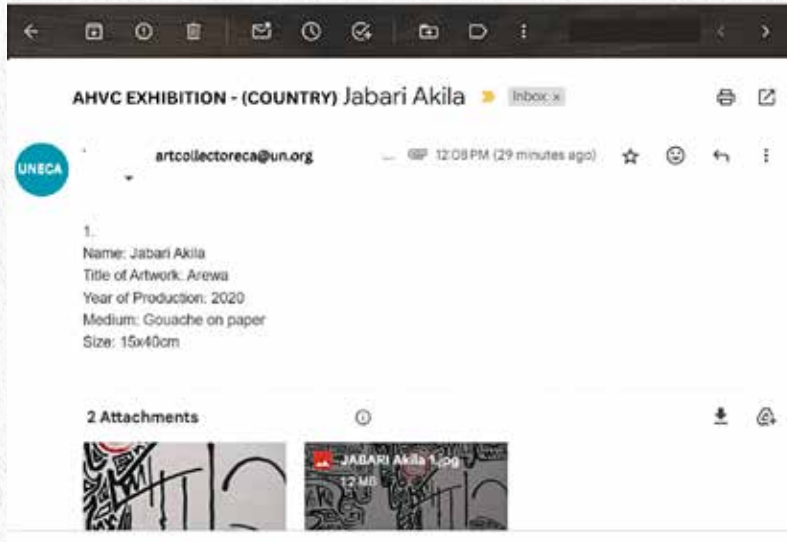 AHVC EXHIBITION - (COUNTRY) Jabari Akila Inbox x
UNECA
artcollectoreca@un.org 12:08 PM (29 minutes ago)
1.
Name: Jabari Akila
Title of Artwork: Arewa
Year of Production: 2020
Medium: Gouache on paper
Size: 15x40cm
2 Attachments
JABARI Akila 1.jpg
12 MB